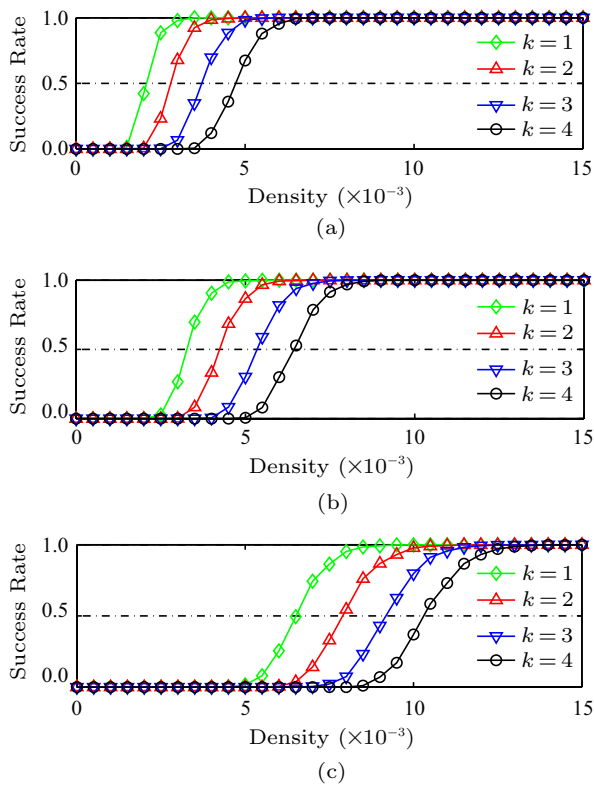 1.0
0.5
0.0
Success Rate
k = 1
k = 2
k = 3
k = 4
0
5
10
15
Density (×10⁻³)
(a)
1.0
0.5
0.0
Success Rate
k = 1
k = 2
k = 3
k = 4
0
5
10
15
Density (×10⁻³)
(b)
1.0
0.5
0.0
Success Rate
k = 1
k = 2
k = 3
k = 4
0
5
10
15
Density (×10⁻³)
(c)